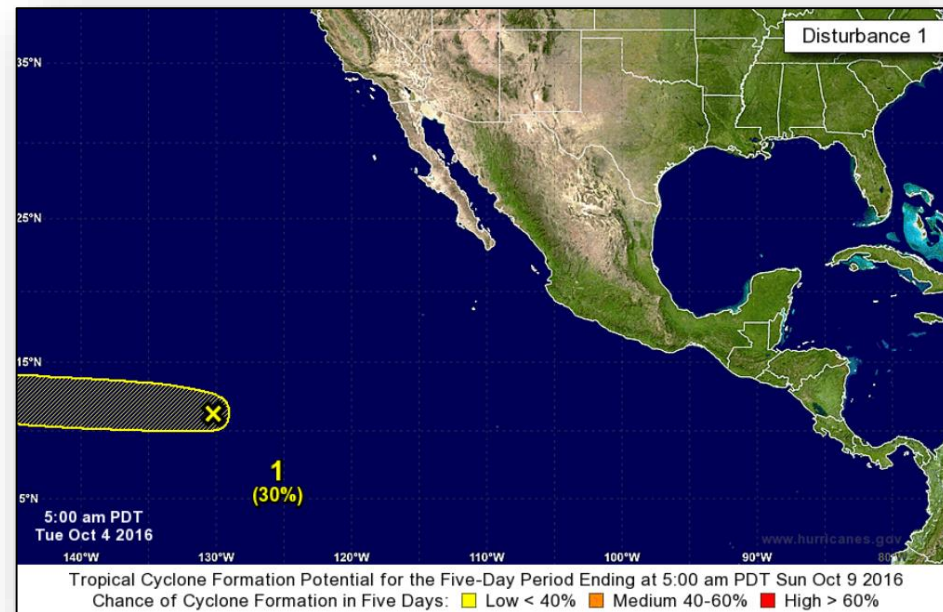 Disturbance 1
35°N
25°N
15°N
1
(30%)
5°N
5:00 am PDT
Tue Oct 4 2016
www.hurricanes.gov
140°W 130°W 120°W 110°W 100°W 90°W 80°W
Tropical Cyclone Formation Potential for the Five-Day Period Ending at 5:00 am PDT Sun Oct 9 2016
Chance of Cyclone Formation in Five Days: Low < 40% Medium 40-60% High > 60%